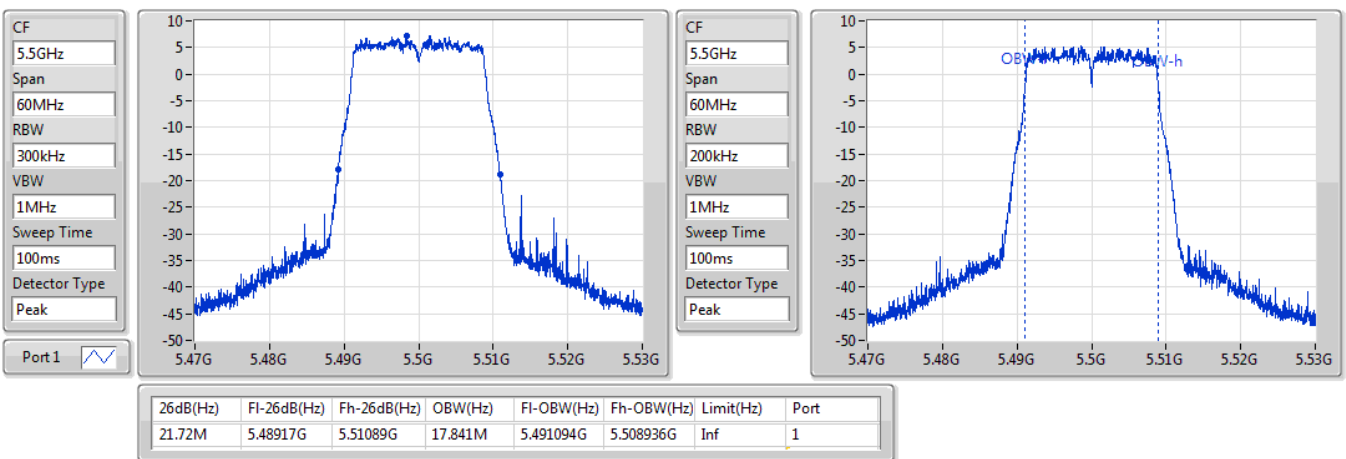 CF
5.5GHz
Span
60MHz
RBW
300kHz
VBW
1MHz
Sweep Time
100ms
Detector Type
Peak
Port 1
10
5
0
-5
-10
-15
-20
-25
-30
-35
-40
-45
-50
5.47G 5.48G 5.49G 5.5G 5.51G 5.52G 5.53G
CF
5.5GHz
Span
60MHz
RBW
200kHz
VBW
1MHz
Sweep Time
100ms
Detector Type
Peak
10
5
0
-5
-10
-15
-20
-25
-30
-35
-40
-45
-50
5.47G 5.48G 5.49G 5.5G 5.51G 5.52G 5.53G
26dB(Hz) Fl-26dB(Hz) Fh-26dB(Hz) OBW(Hz) Fl-OBW(Hz) Fh-OBW(Hz) Limit(Hz) Port
21.72M 5.48917G 5.51089G 17.841M 5.491094G 5.508936G Inf 1